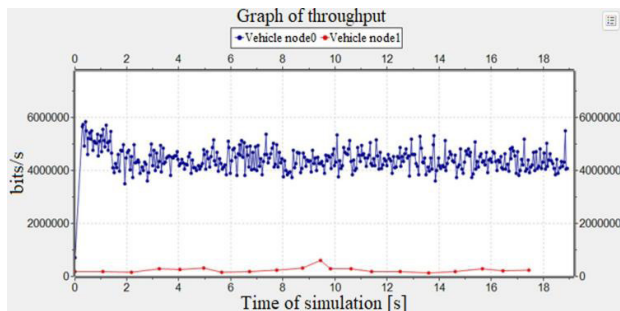 Graph of throughput
Vehicle node0 Vehicle node1
0 2 4 6 8 10 12 14 16 18
6000000 6000000
4000000 4000000
2000000 2000000
0 0
bits/s
0 2 4 6 8 10 12 14 16 18
Time of simulation [s]